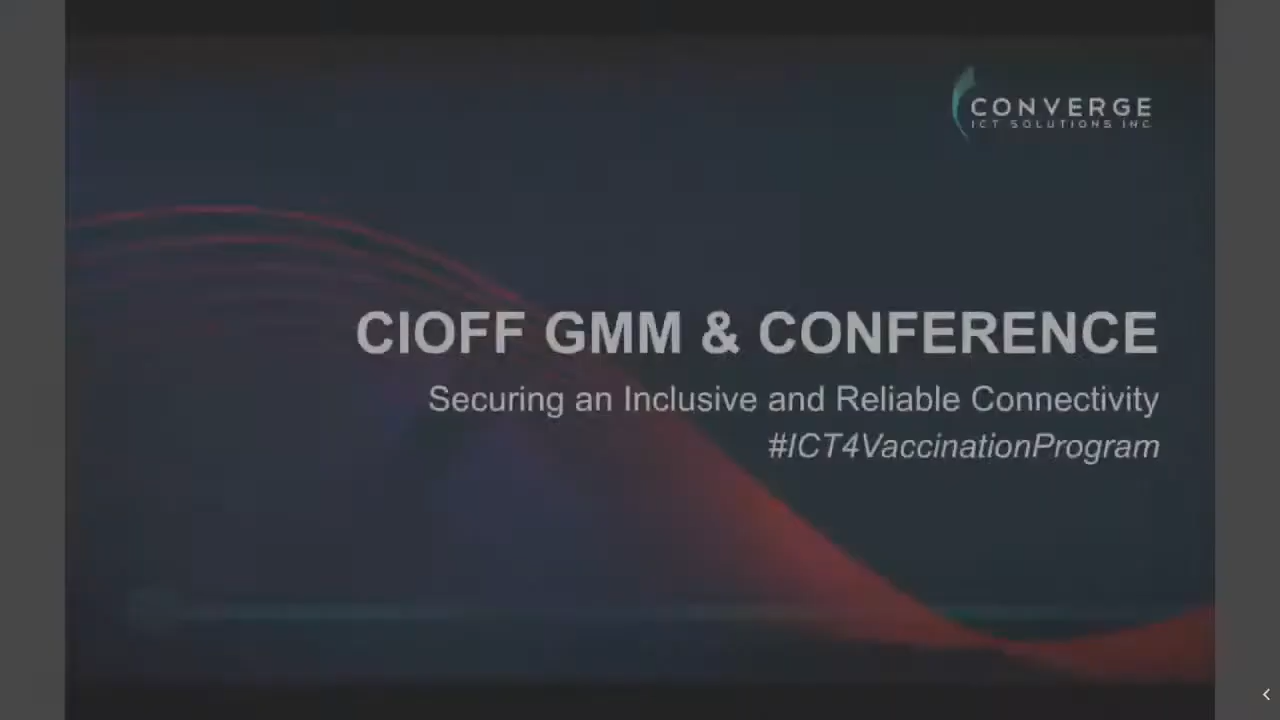 CONVERGE
ICT SOLUTIONS INC
CIOFF GMM & CONFERENCE
Securing an Inclusive and Reliable Connectivity
#ICT4VaccinationProgram